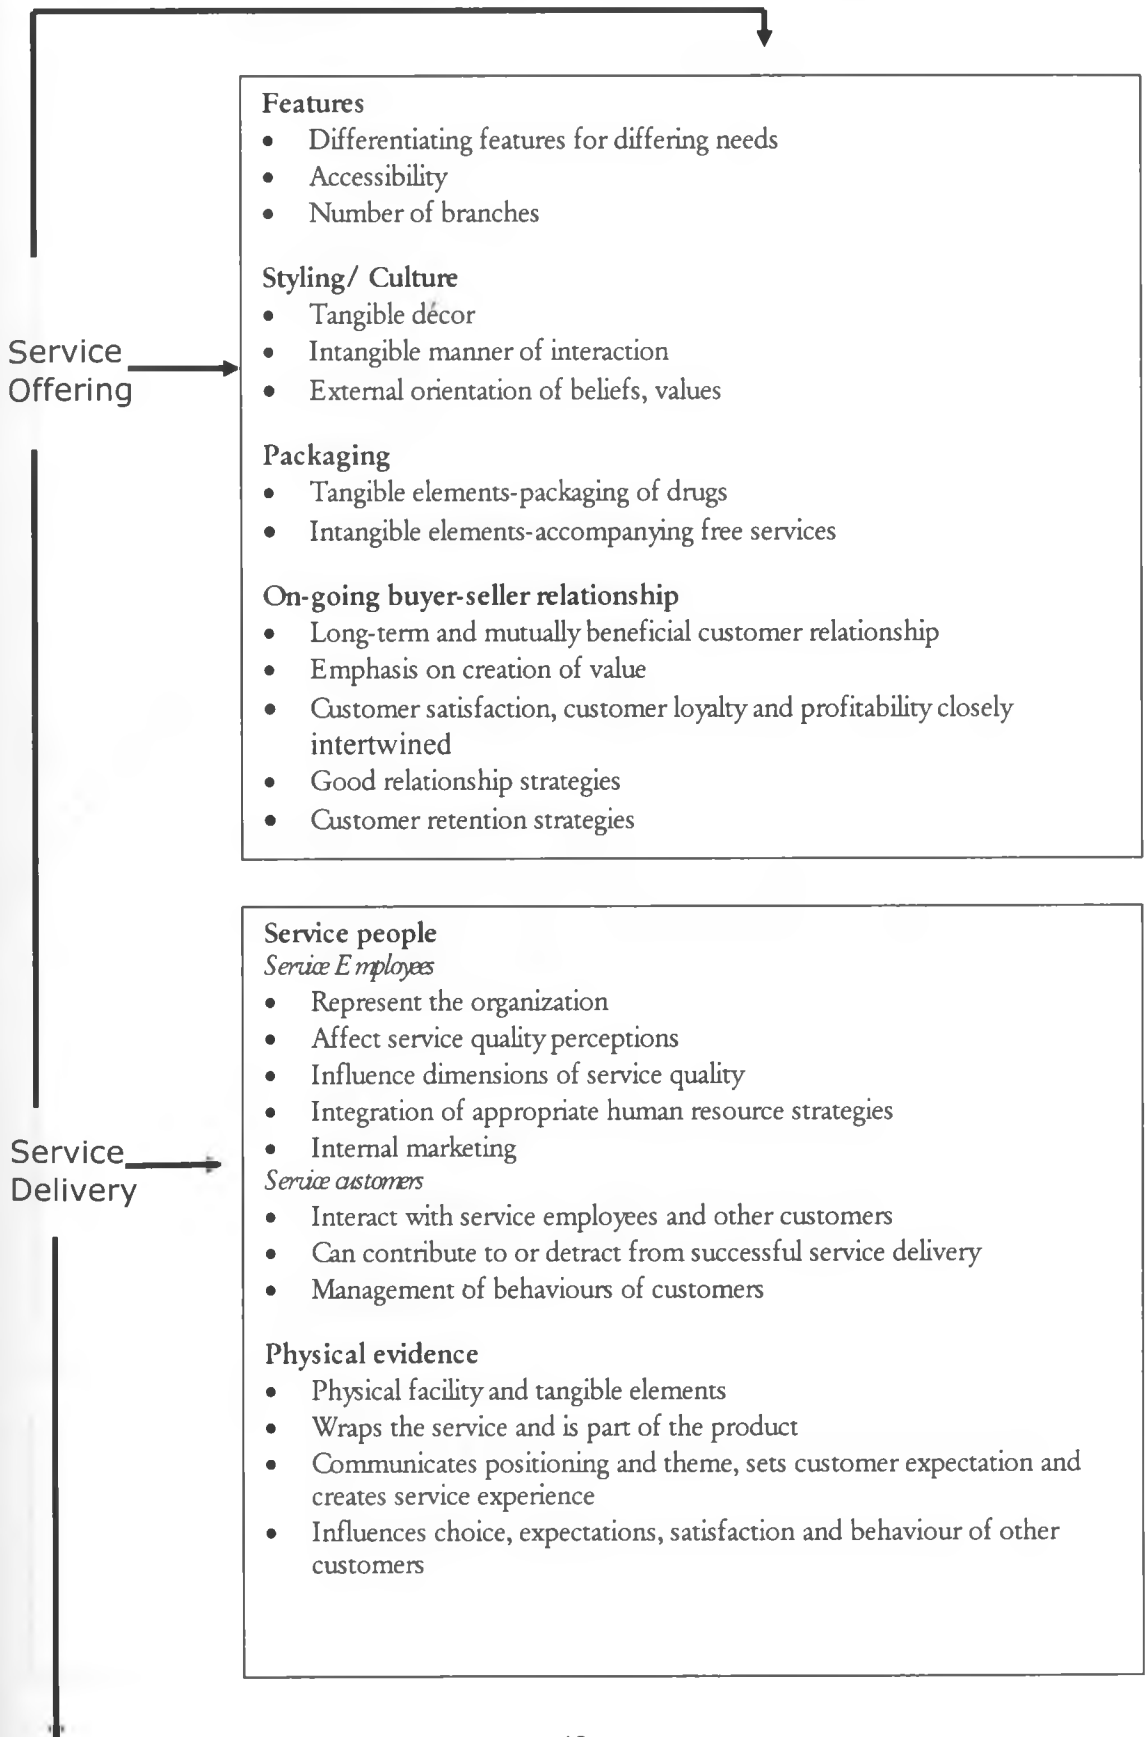 Features
• Differentiating features for differing needs
• Accessibility
• Number of branches
Styling/ Culture
• Tangible décor
• Intangible manner of interaction
• External orientation of beliefs, values
Service
Offering
Packaging
• Tangible elements-packaging of drugs
• Intangible elements-accompanying free services
On-going buyer-seller relationship
• Long-term and mutually beneficial customer relationship
• Emphasis on creation of value
• Customer satisfaction, customer loyalty and profitability closely
intertwined
• Good relationship strategies
• Customer retention strategies
Service people
Service Employees
• Represent the organization
• Affect service quality perceptions
• Influence dimensions of service quality
• Integration of appropriate human resource strategies
• Internal marketing
Service
Delivery
Service customers
• Interact with service employees and other customers
• Can contribute to or detract from successful service delivery
• Management of behaviours of customers
Physical evidence
• Physical facility and tangible elements
• Wraps the service and is part of the product
• Communicates positioning and theme, sets customer expectation and
creates service experience
• Influences choice, expectations, satisfaction and behaviour of other
customers